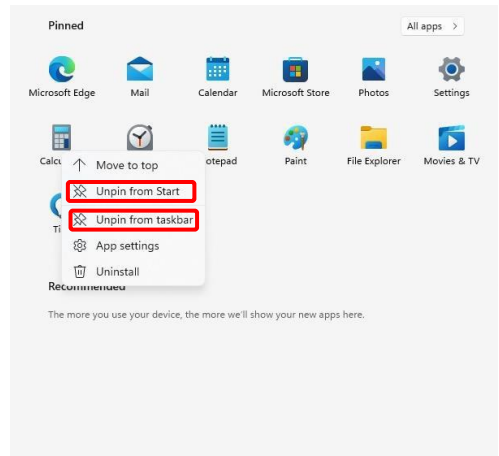 Pinned
All apps >
Microsoft Edge Mail Calendar Microsoft Store Photos Settings
Calcu otepad Paint File Explorer Movies & TV
Move to top
Unpin from Start
Unpin from taskbar
Ti
App settings
Uninstall
Recommended
The more you use your device, the more we'll show your new apps here.